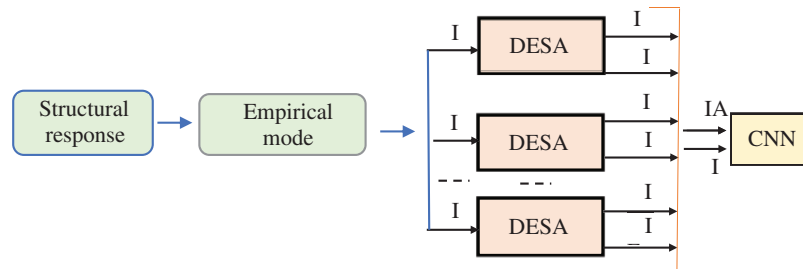 Structural
response
Empirical
mode
I
DESA
I
I
I
DESA
I
I
I
DESA
I
I
IA
I
CNN